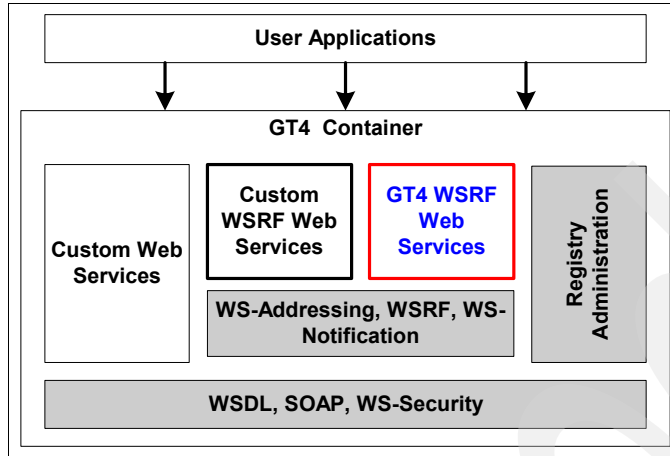 User Applications
GT4 Container
Custom Web
Services
Custom
WSRF Web
Services
GT4 WSRF
Web
Services
WS-Addressing, WSRF, WS-
Notification
Registry
Administration
WSDL, SOAP, WS-Security